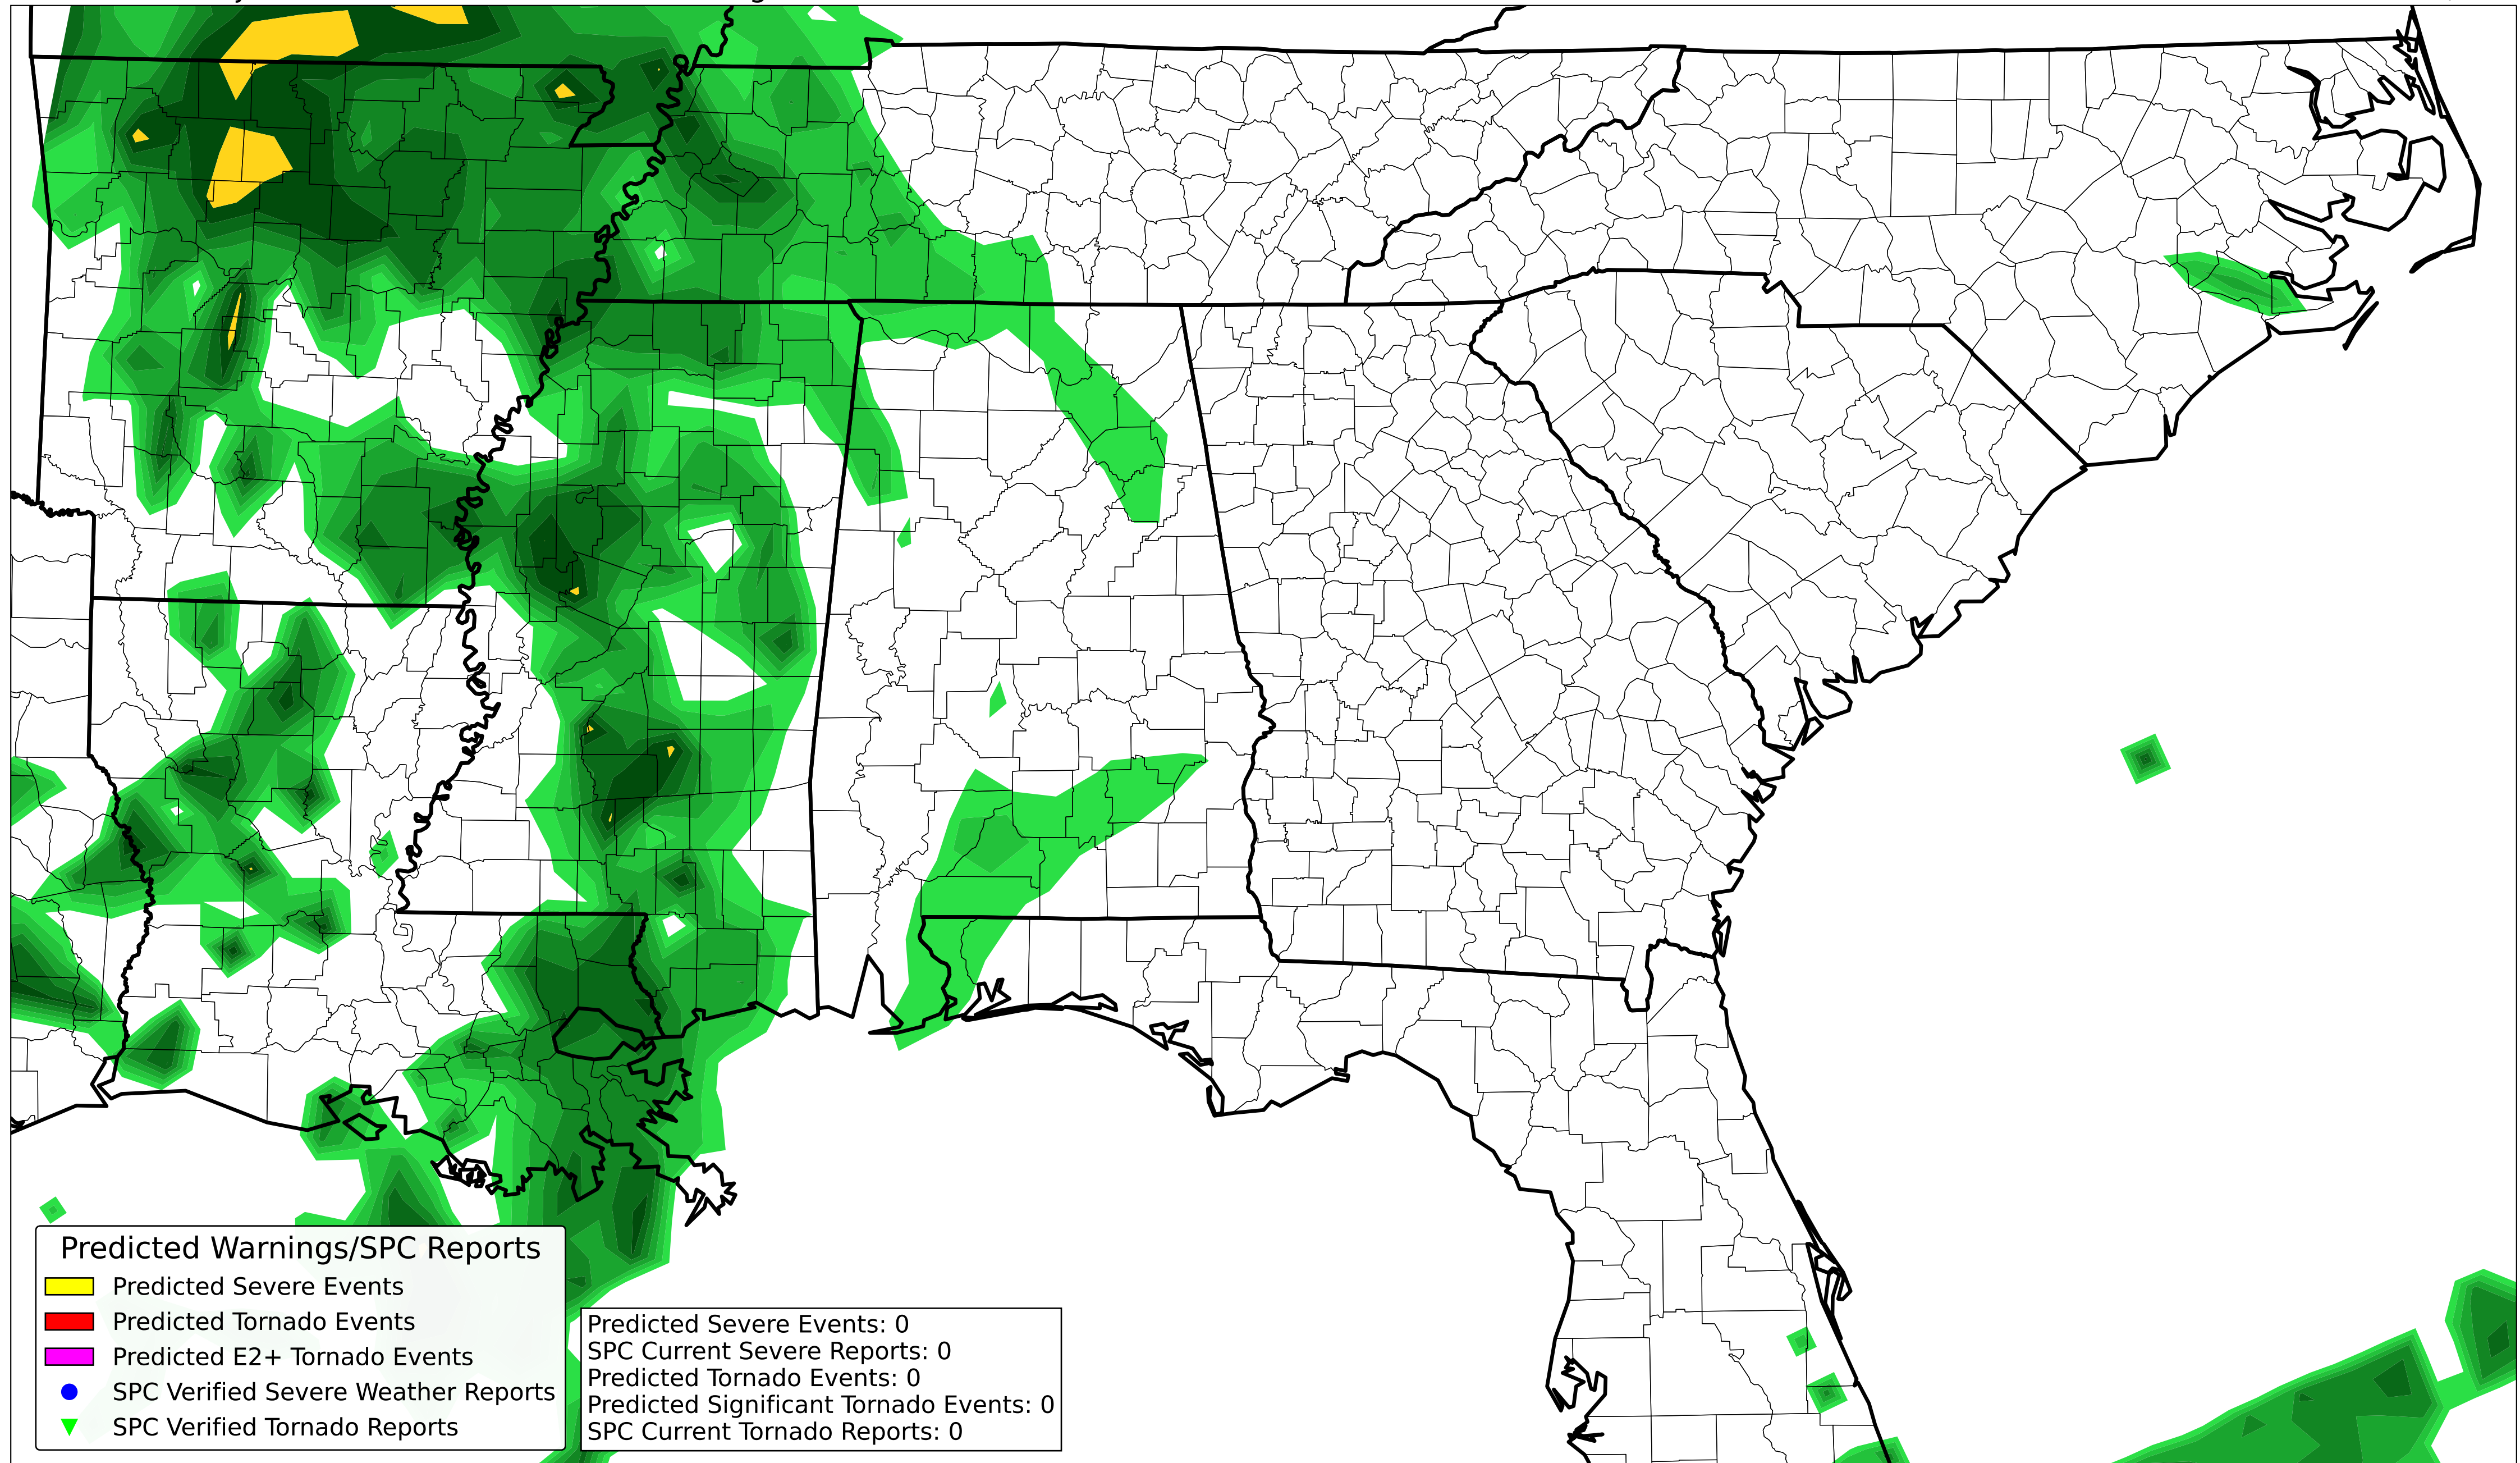 Predicted Warnings/SPC Reports
Predicted Severe Events
Predicted Tornado Events
Predicted E2+ Tornado Events
SPC Verified Severe Weather Reports
SPC Verified Tornado Reports
Predicted Severe Events: 0
SPC Current Severe Reports: 0
Predicted Tornado Events: 0
Predicted Significant Tornado Events: 0
SPC Current Tornado Reports: 0